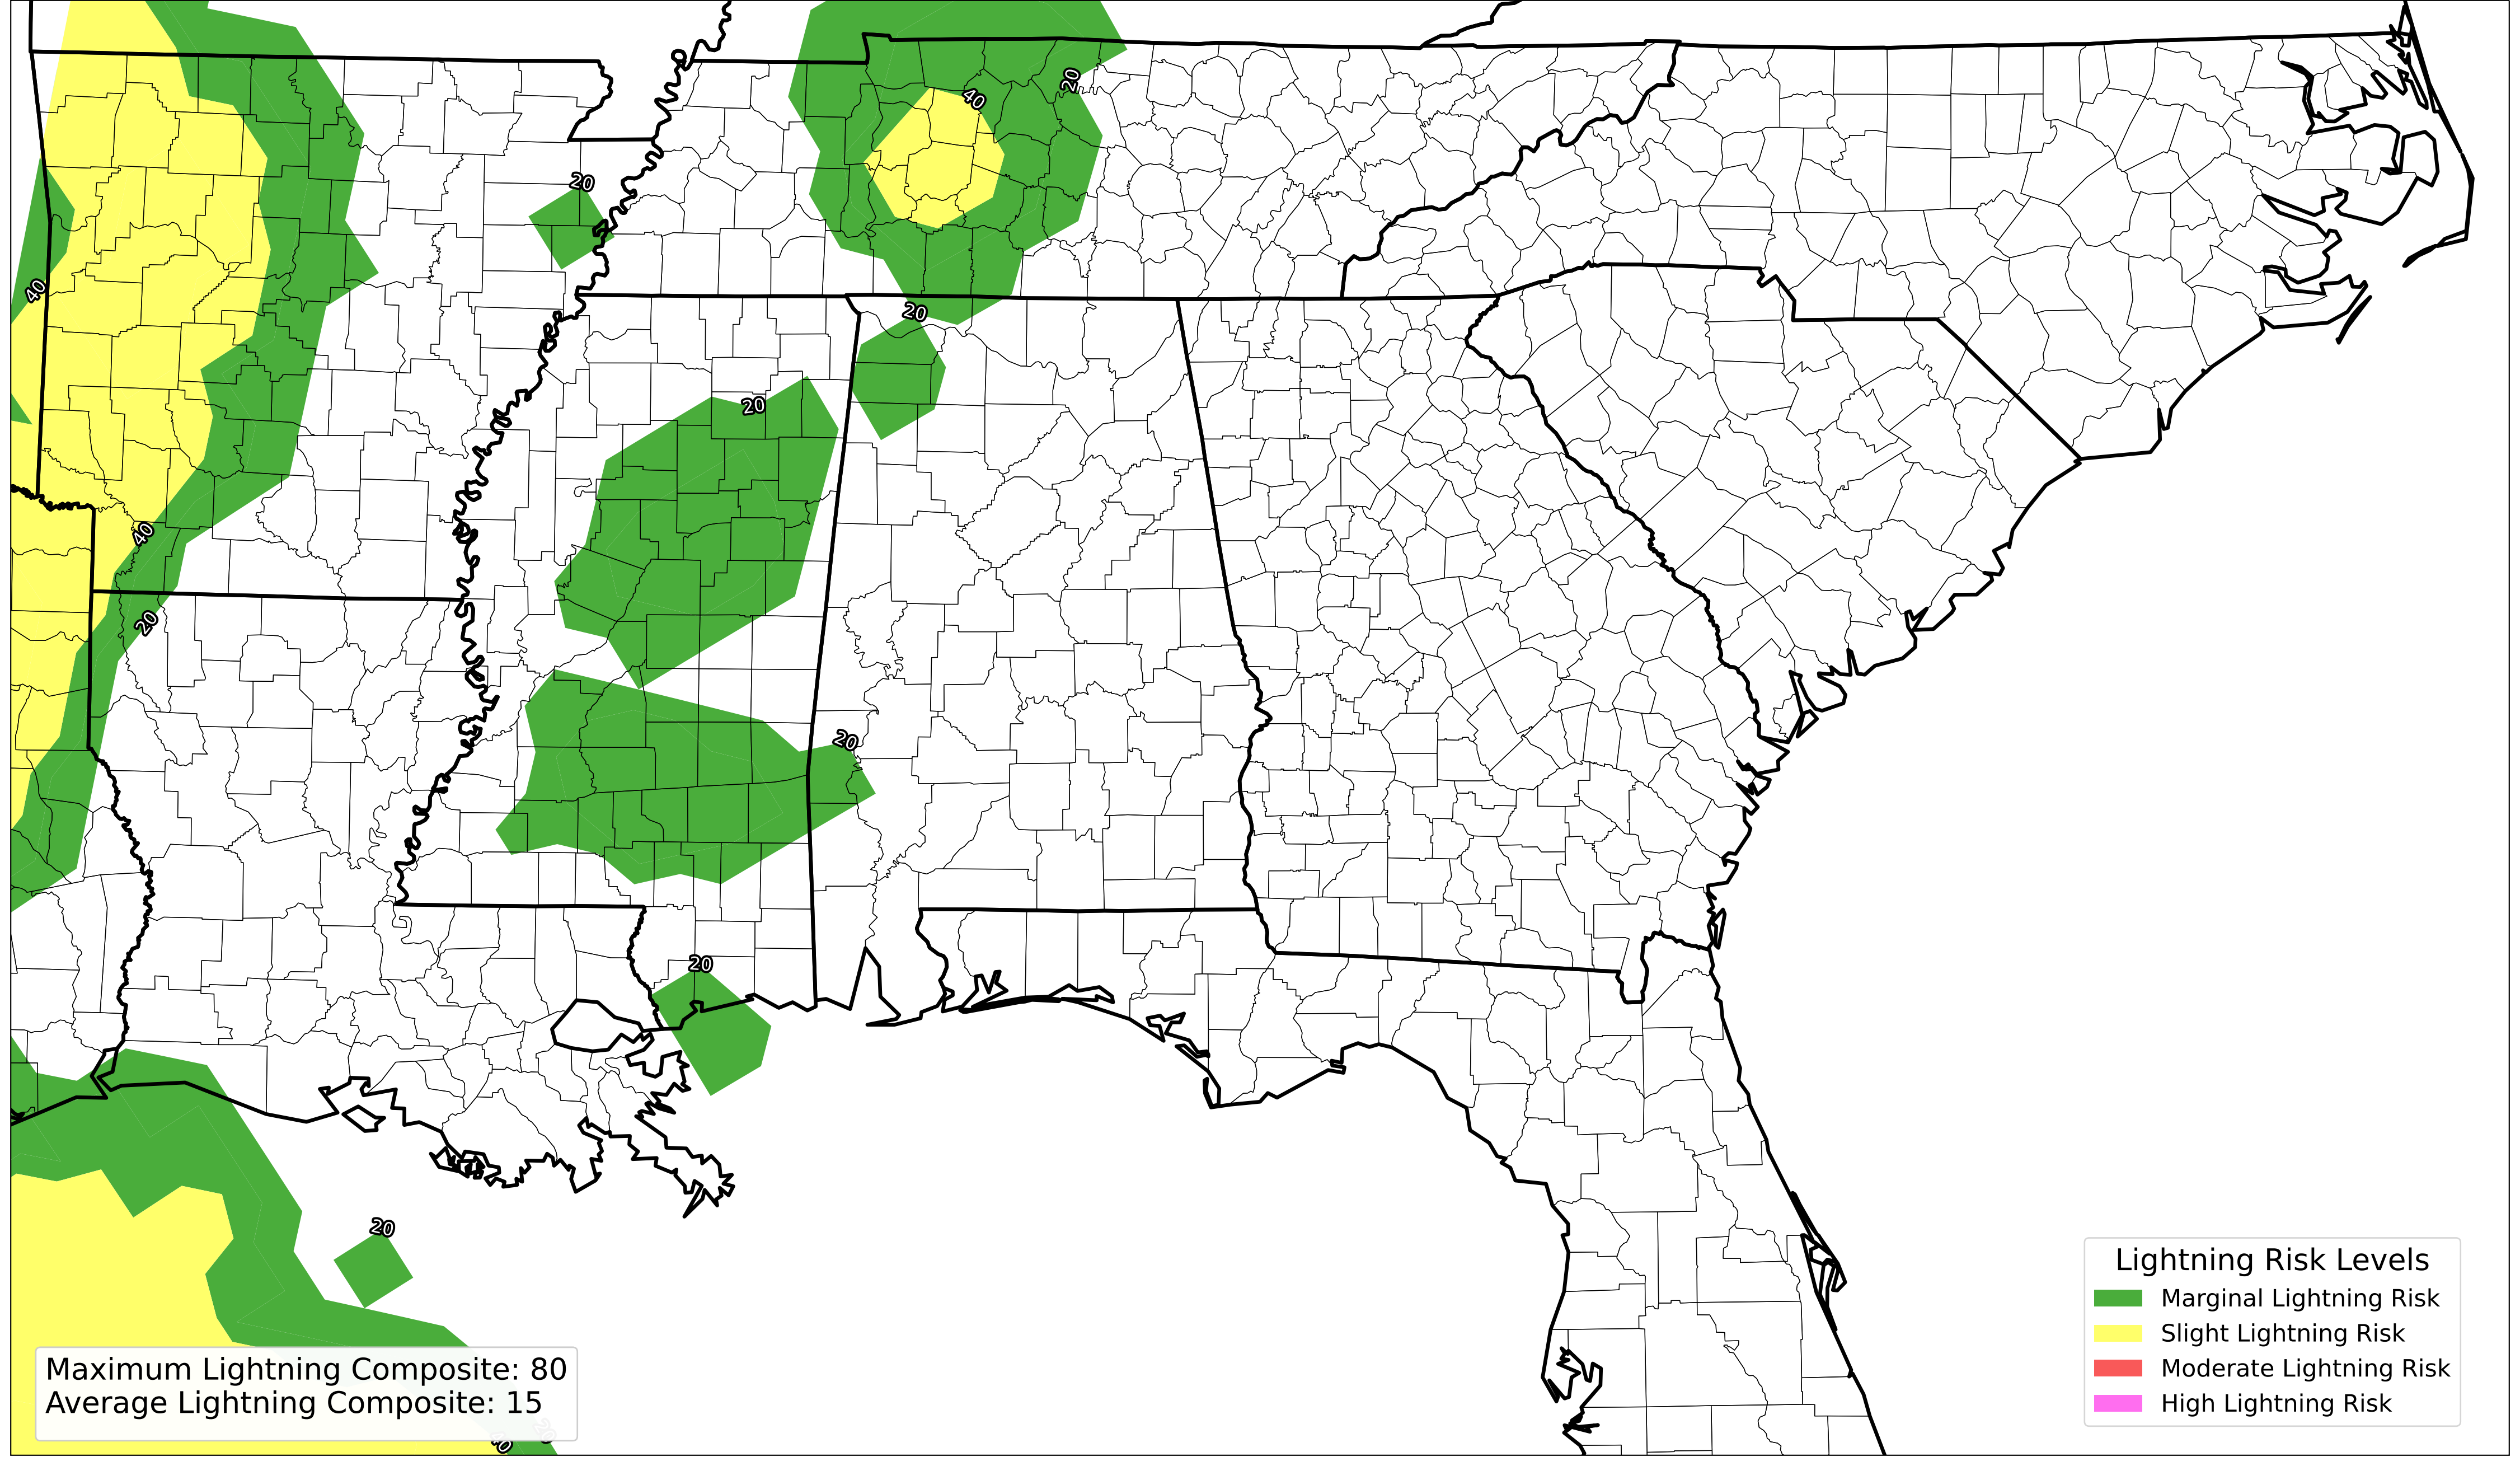 20
40
20
40
20
20
20
40
20
20
20
20
Lightning Risk Levels
Marginal Lightning Risk
Slight Lightning Risk
Moderate Lightning Risk
High Lightning Risk
Maximum Lightning Composite: 80
Average Lightning Composite: 15